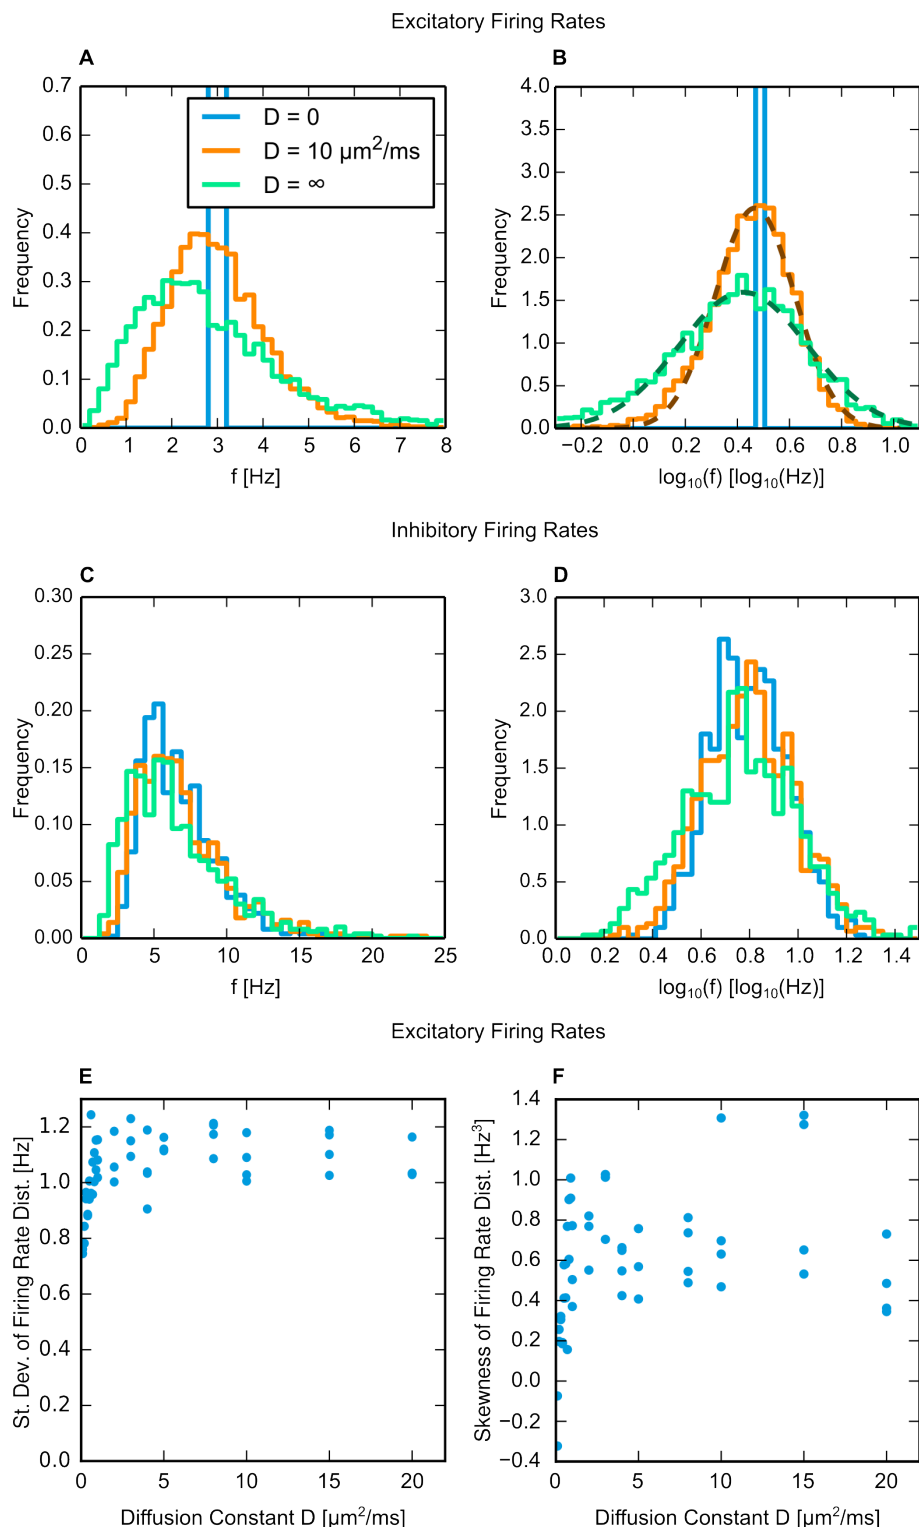 Excitatory Firing Rates
A
B
0.7
0.6
0.5
0.4
0.3
0.2
0.1
0.0
Frequency
D = 0
D = 10 μm²/ms
D = ∞
0 1 2 3 4 5 6 7 8
f [Hz]
4.0
3.5
3.0
2.5
2.0
1.5
1.0
0.5
0.0
Frequency
−0.2 0.0 0.2 0.4 0.6 0.8 1.0
log₁₀(f) [log₁₀(Hz)]
Inhibitory Firing Rates
C
D
0.30
0.25
0.20
0.15
0.10
0.05
0.00
Frequency
0 5 10 15 20 25
f [Hz]
3.0
2.5
2.0
1.5
1.0
0.5
0.0
Frequency
0.0 0.2 0.4 0.6 0.8 1.0 1.2 1.4
log₁₀(f) [log₁₀(Hz)]
Excitatory Firing Rates
E
F
1.2
1.0
0.8
0.6
0.4
0.2
0.0
St. Dev. of Firing Rate Dist. [Hz]
0 5 10 15 20
Diffusion Constant D [μm²/ms]
1.4
1.2
1.0
0.8
0.6
0.4
0.2
0.0
−0.2
−0.4
Skewness of Firing Rate Dist. [Hz³]
0 5 10 15 20
Diffusion Constant D [μm²/ms]